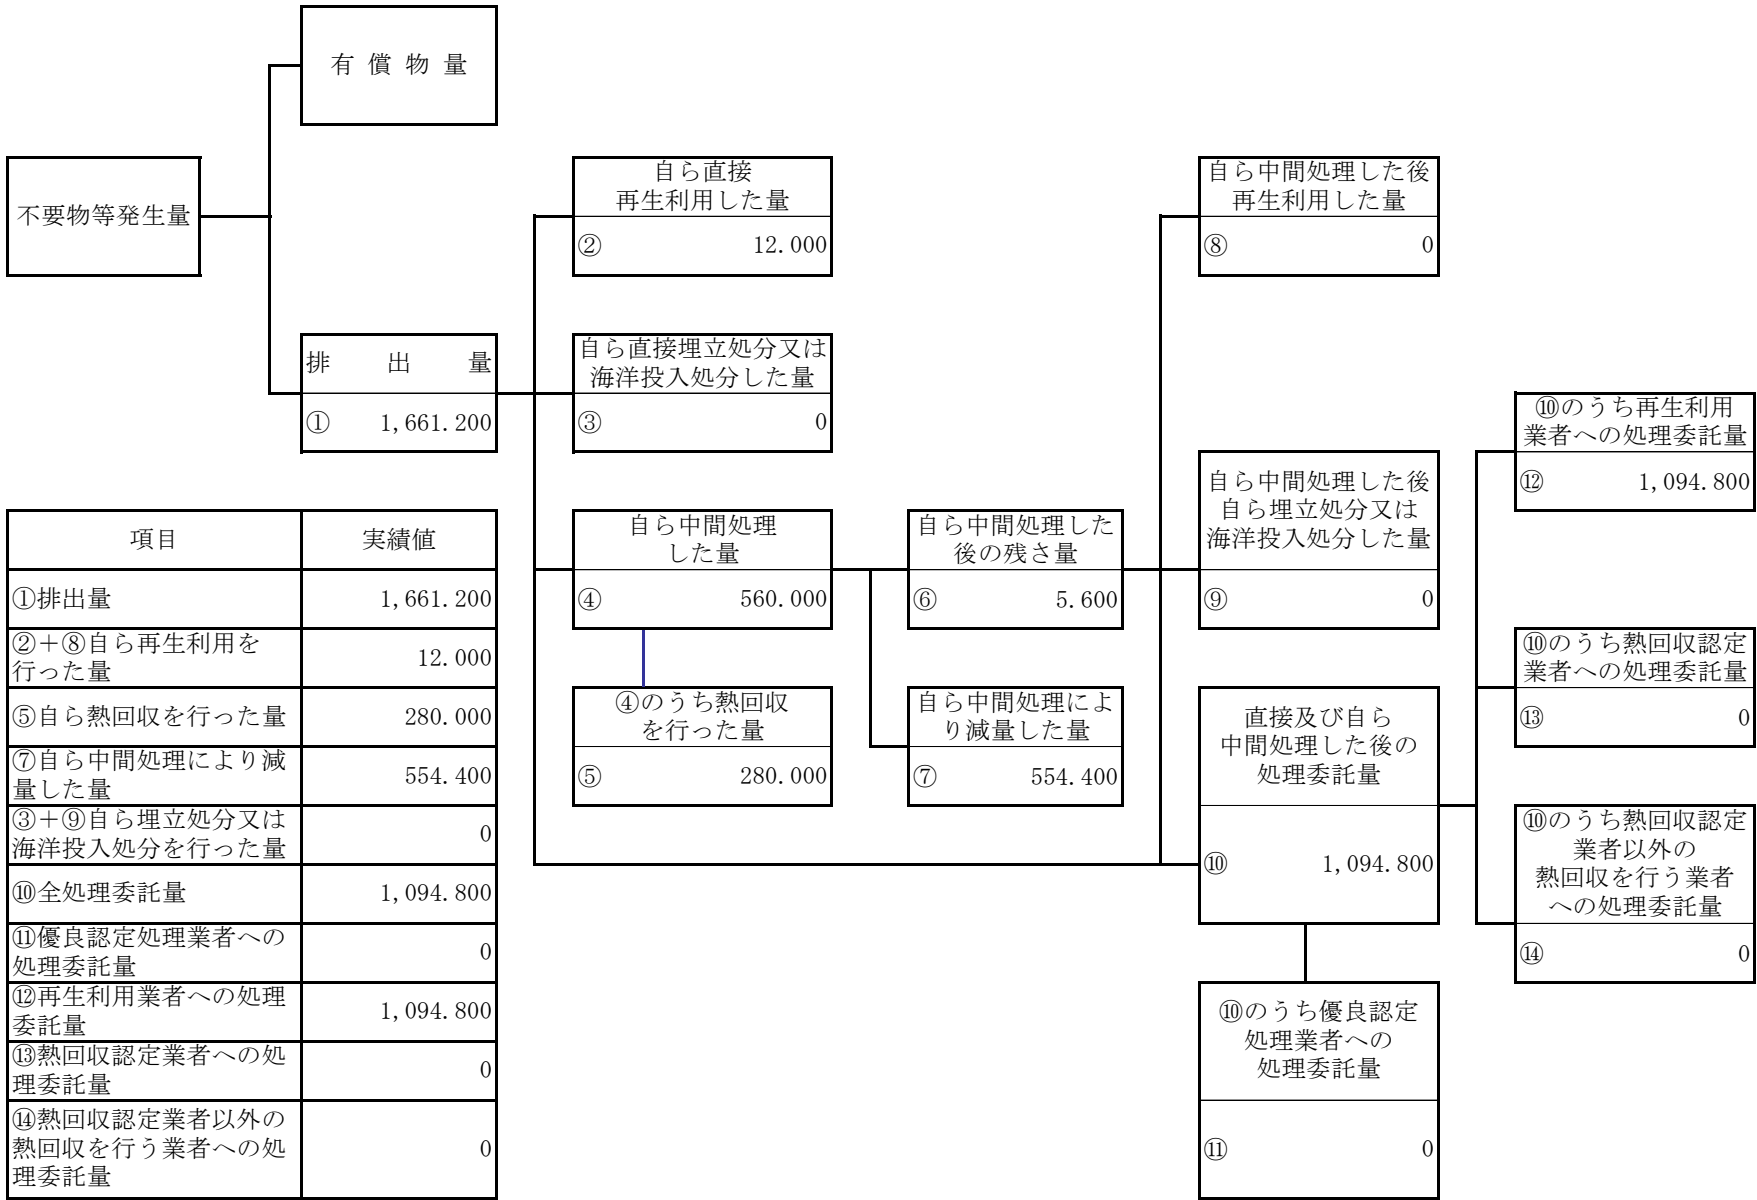 有償物量
不要物等発生量
自ら直接
再生利用した量
② 12.000
自ら中間処理した後
再生利用した量
⑧ 0
排出量
① 1,661.200
自ら直接埋立処分又は
海洋投入処分した量
③ 0
⑩のうち再生利用
業者への処理委託量
⑫ 1,094.800
自ら中間処理
した量
④ 560.000
自ら中間処理した
後の残さ量
⑥ 5.600
自ら中間処理した後
自ら埋立処分又は
海洋投入処分した量
⑨ 0
⑩のうち熱回収認定
業者への処理委託量
⑬ 0
④のうち熱回収
を行った量
⑤ 280.000
自ら中間処理によ
り減量した量
⑦ 554.400
直接及び自ら
中間処理した後の
処理委託量
⑩ 1,094.800
⑩のうち熱回収認定
業者以外の
熱回収を行う業者
への処理委託量
⑭ 0
⑩のうち優良認定
処理業者への
処理委託量
⑪ 0
項目 実績値
①排出量 1,661.200
②＋⑧自ら再生利用を
行った量 12.000
⑤自ら熱回収を行った量 280.000
⑦自ら中間処理により減
量した量 554.400
③＋⑨自ら埋立処分又は
海洋投入処分を行った量 0
⑩全処理委託量 1,094.800
⑪優良認定処理業者への
処理委託量 0
⑫再生利用業者への処理
委託量 1,094.800
⑬熱回収認定業者への処
理委託量 0
⑭熱回収認定業者以外の
熱回収を行う業者への処
理委託量 0